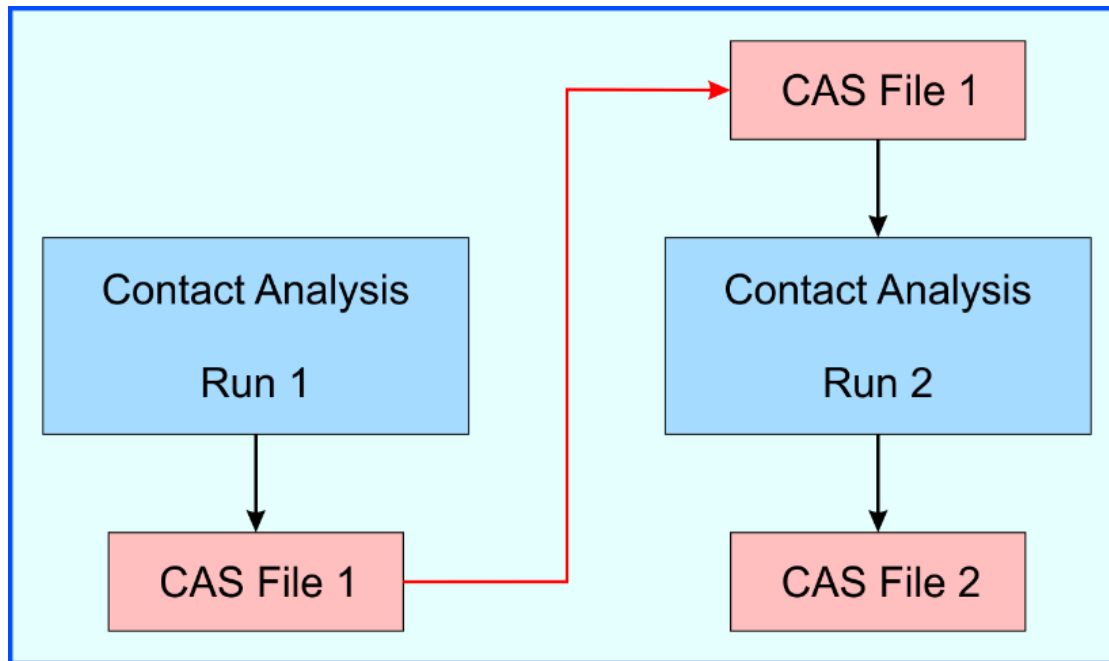 CAS File 1
Contact Analysis
Run 1
Contact Analysis
Run 2
CAS File 1
CAS File 2